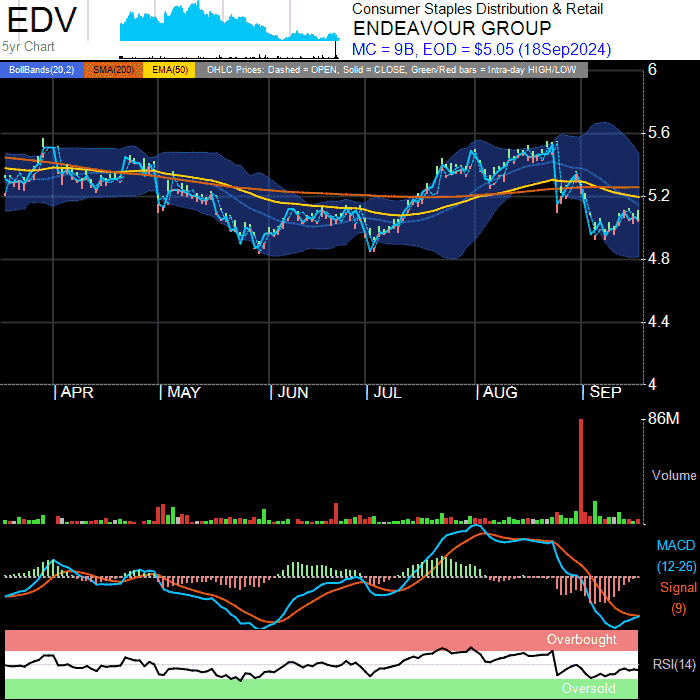 EDV
5yr Chart
Consumer Staples Distribution & Retail
ENDEAVOUR GROUP
MC = 9B, EOD = $5.05 (18Sep2024)
BollBands(20,2) SMA(200) EMA(50) OHLC Prices: Dashed = OPEN, Solid = CLOSE, Green/Red bars = Intra-day HIGH/LOW
6
5.6
5.2
4.8
4.4
4
APR MAY JUN JUL AUG SEP
86M
Volume
MACD
(12-26)
Signal
(9)
Overbought
RSI(14)
Oversold